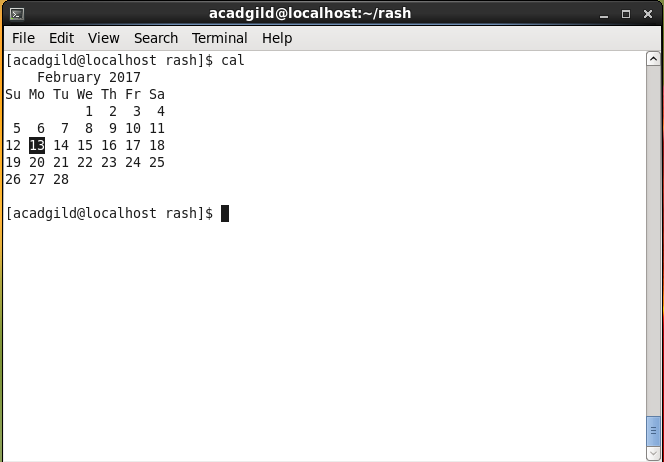 acadgild@localhost:~/rash
File Edit View Search Terminal Help
[acadgild@localhost rash]$ cal
    February 2017
Su Mo Tu We Th Fr Sa
          1  2  3  4
 5  6  7  8  9 10 11
12 13 14 15 16 17 18
19 20 21 22 23 24 25
26 27 28
[acadgild@localhost rash]$